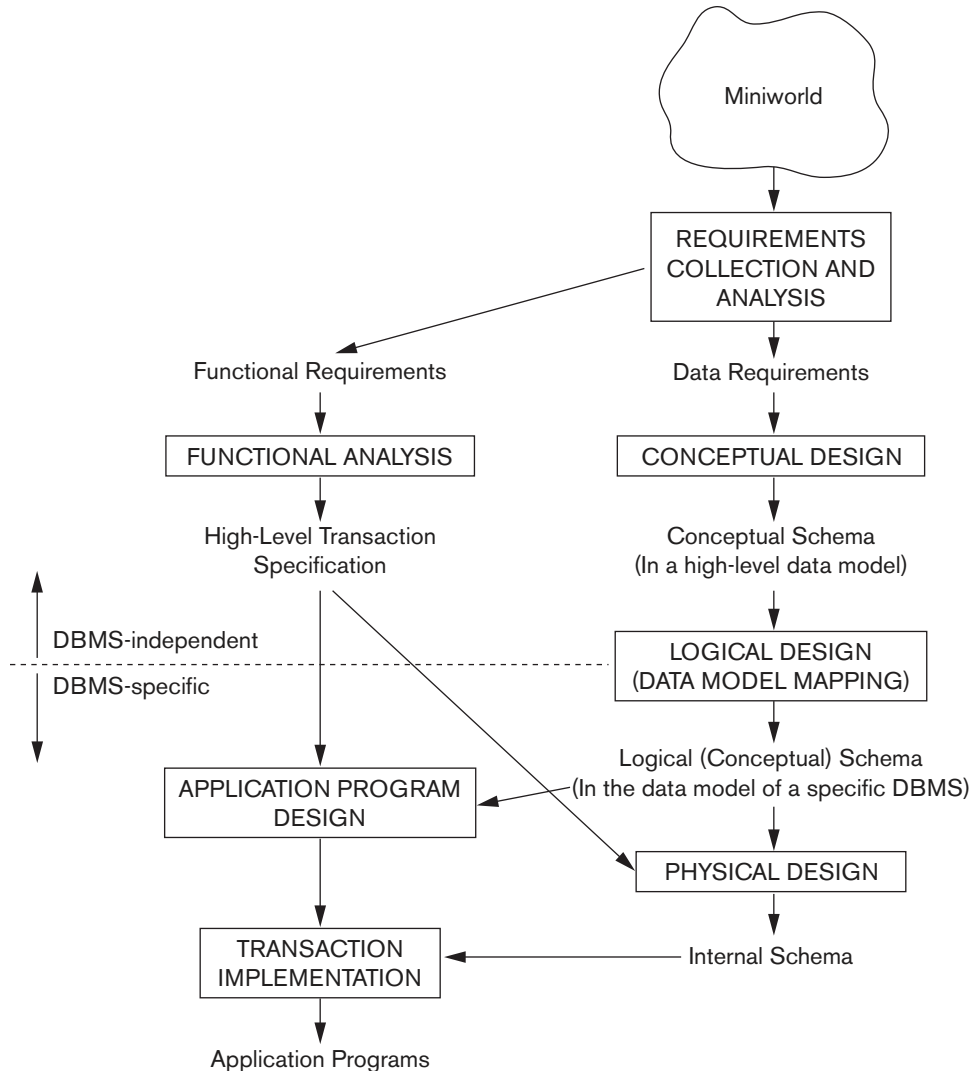 Miniworld
REQUIREMENTS
COLLECTION AND
ANALYSIS
Functional Requirements
Data Requirements
FUNCTIONAL ANALYSIS
CONCEPTUAL DESIGN
High-Level Transaction
Specification
Conceptual Schema
(In a high-level data model)
DBMS-independent
DBMS-specific
LOGICAL DESIGN
(DATA MODEL MAPPING)
Logical (Conceptual) Schema
(In the data model of a specific DBMS)
APPLICATION PROGRAM
DESIGN
PHYSICAL DESIGN
TRANSACTION
IMPLEMENTATION
Internal Schema
Application Programs